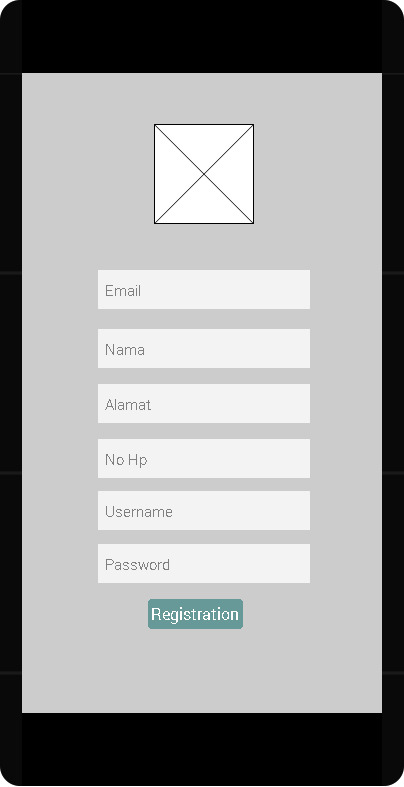 Email
Nama
Alamat
No Hp
Username
Password
Registration